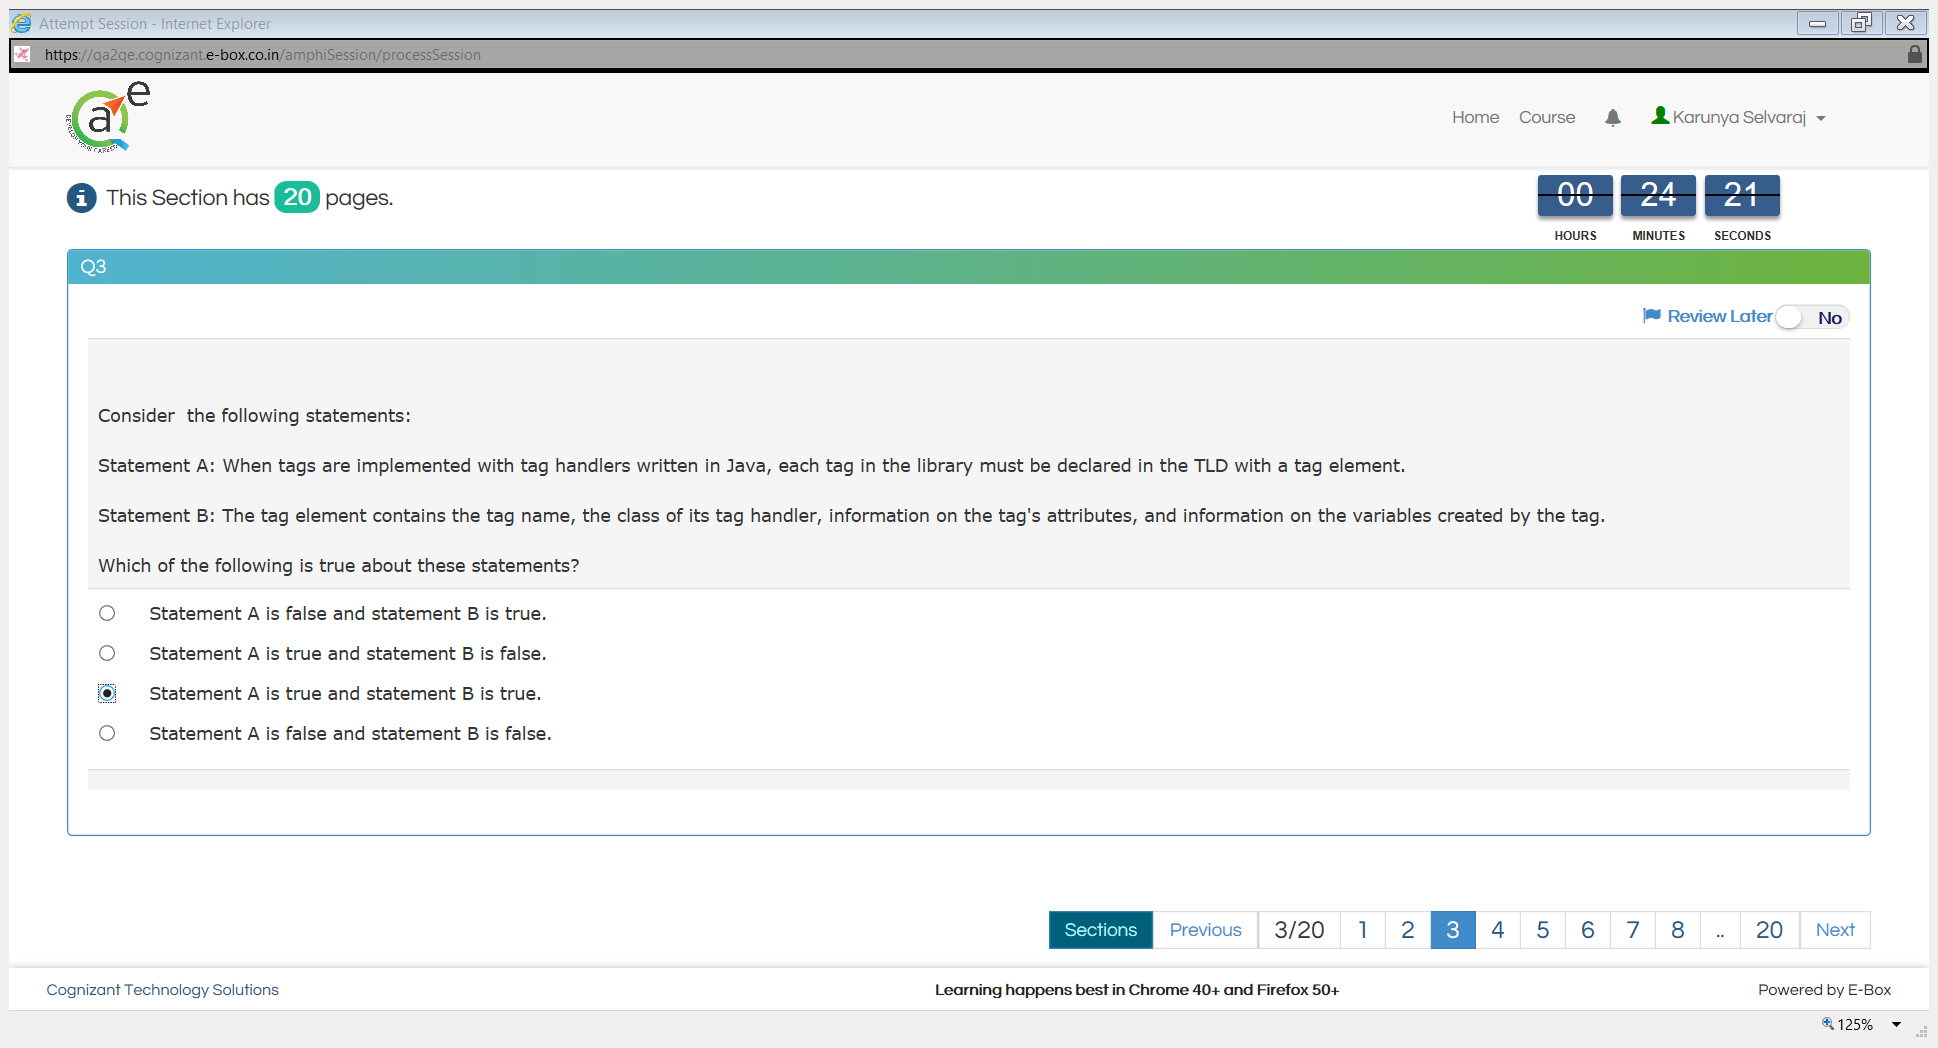 Attempt Session - Internet Explorer
https://qa2qe.cognizant.e-box.co.in/amphiSession/processSession
a e
DEVELOP YOUR CAREER
Home Course Karunya Selvaraj
This Section has 20 pages.
00 24 21
HOURS MINUTES SECONDS
Q3
Review Later No
Consider  the following statements:
Statement A: When tags are implemented with tag handlers written in Java, each tag in the library must be declared in the TLD with a tag element.
Statement B: The tag element contains the tag name, the class of its tag handler, information on the tag's attributes, and information on the variables created by the tag.
Which of the following is true about these statements?
Statement A is false and statement B is true.
Statement A is true and statement B is false.
Statement A is true and statement B is true.
Statement A is false and statement B is false.
Sections Previous 3/20 1 2 3 4 5 6 7 8 .. 20 Next
Cognizant Technology Solutions Learning happens best in Chrome 40+ and Firefox 50+ Powered by E-Box
125%